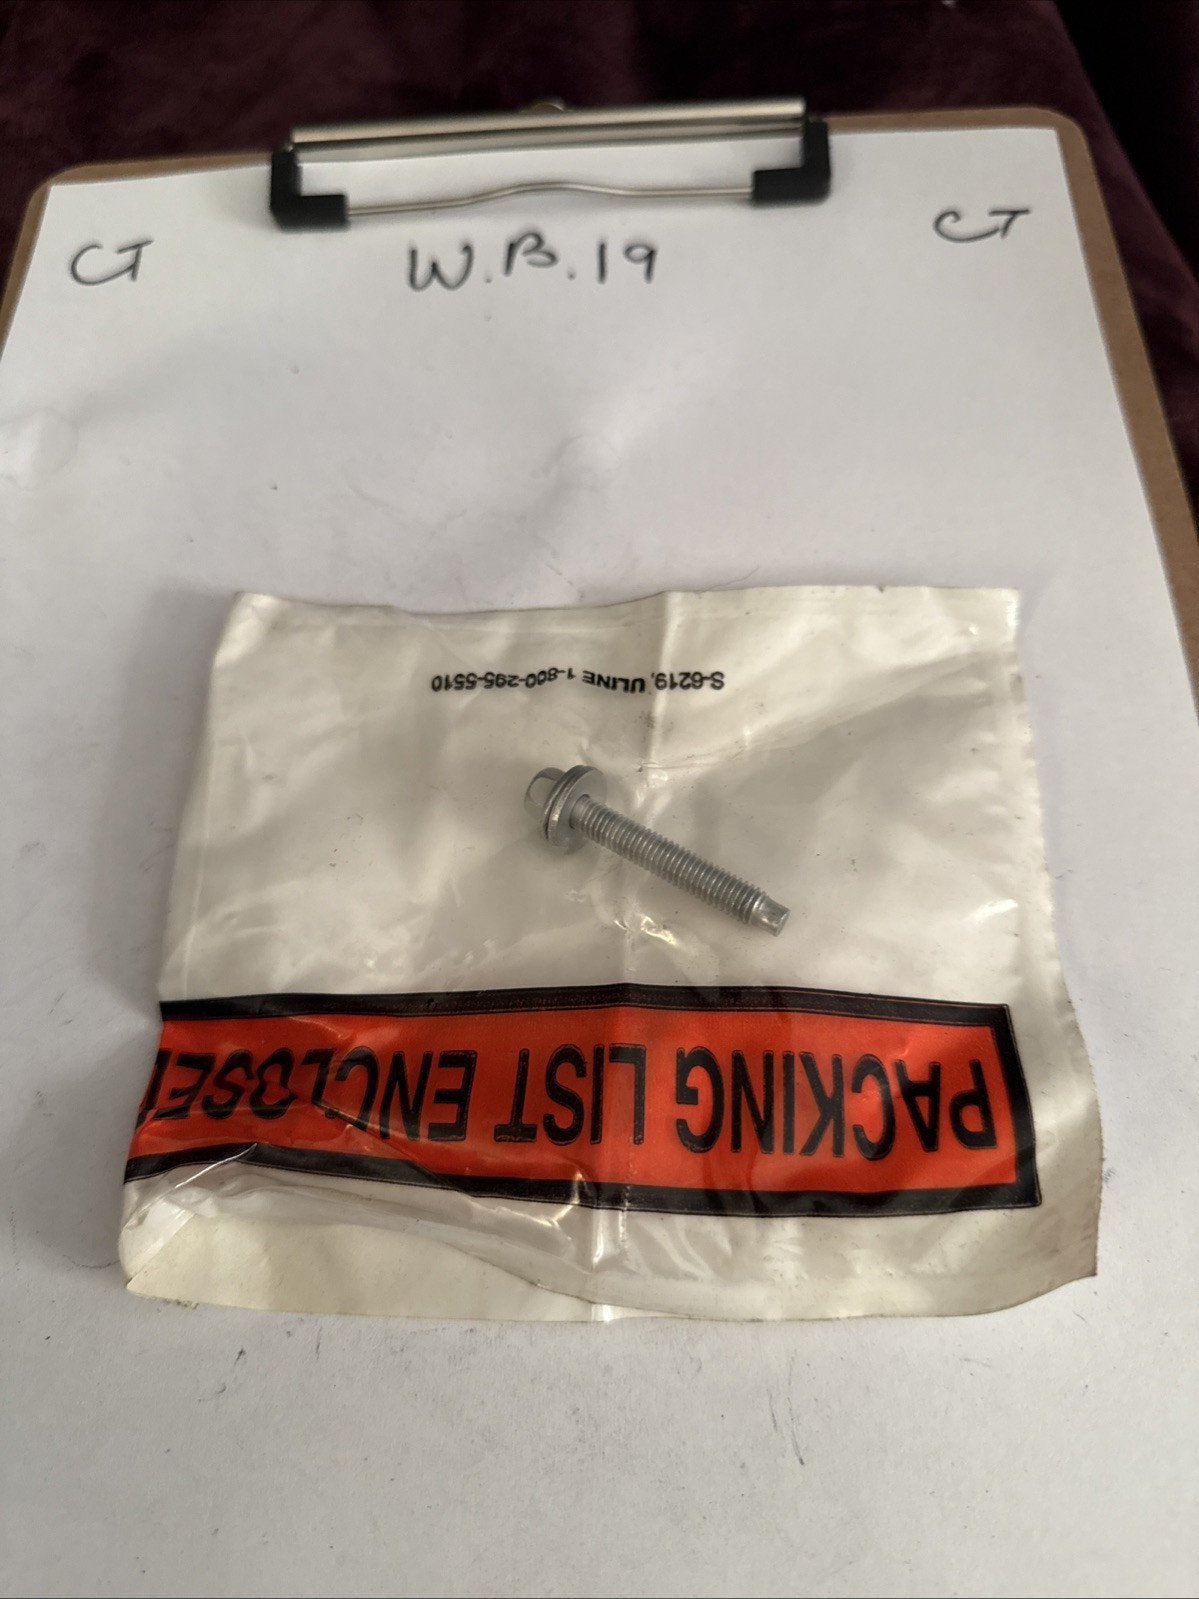 CT W.B.19 CT
S-6219, ULINE 1-800-295-5510
PACKING LIST ENCLOSE